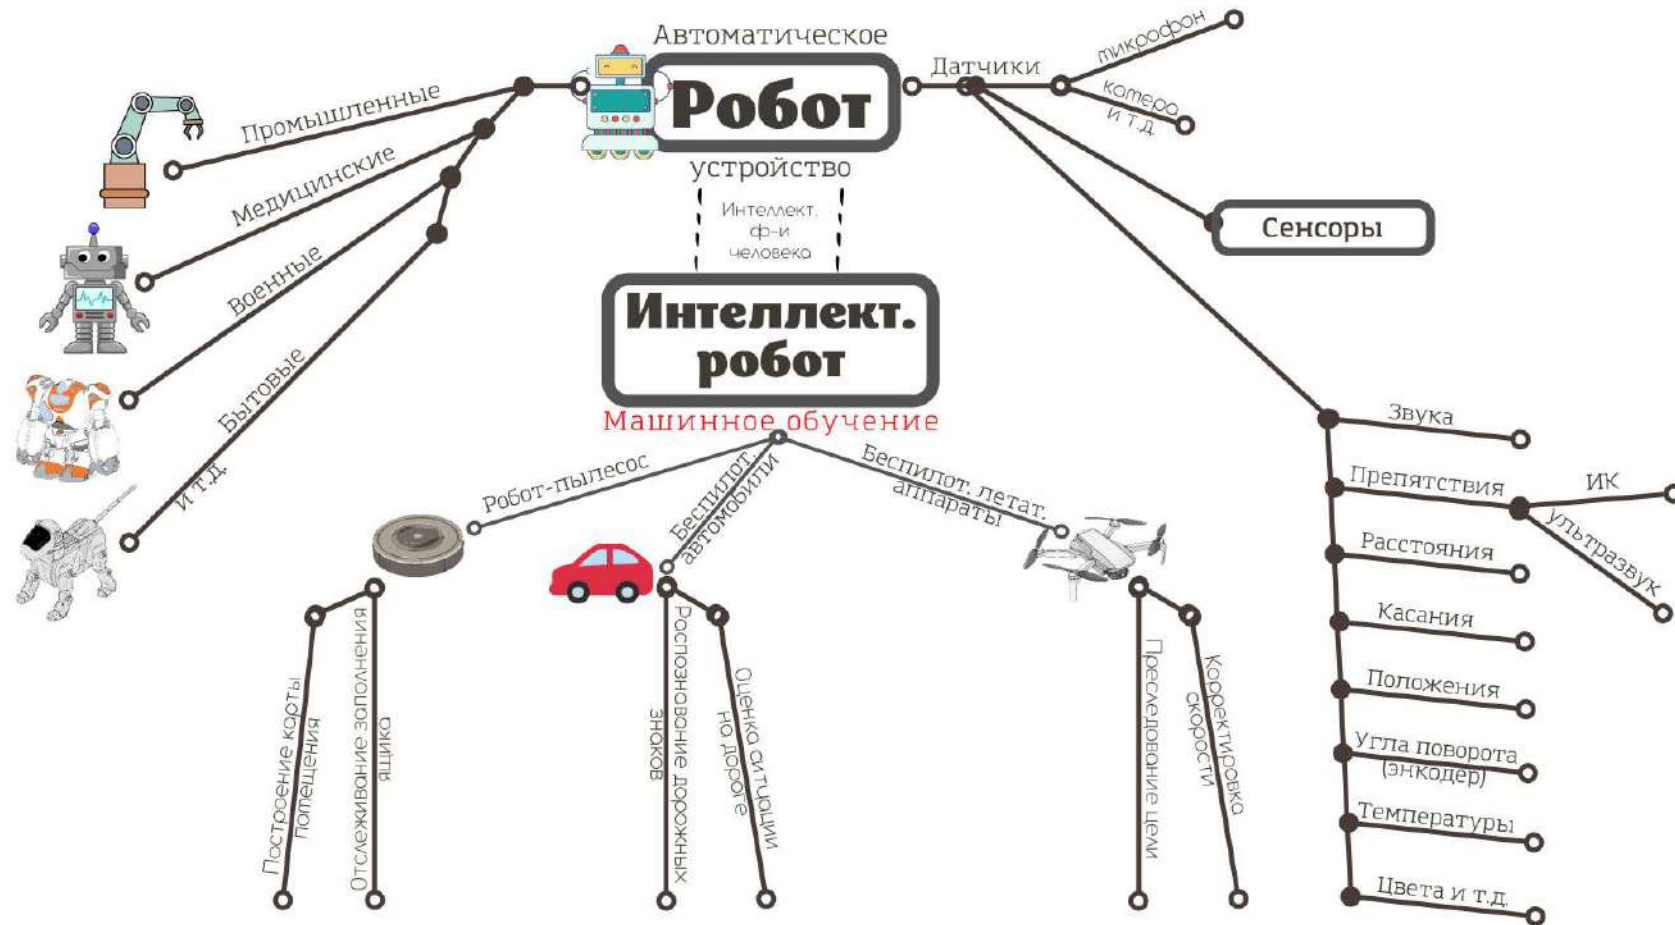 Автоматическое
Робот
устройство
Интеллект.
ф-и
человека
Интеллект.
робот
Машинное обучение
Промышленные
Медицинские
Военные
Бытовые
и т.д.
Датчики
микрофон
камера
и т.д.
Сенсоры
Звука
Препятствия
ИК
ультразвук
Расстояния
Касания
Положения
Угла поворота
(энкодер)
Температуры
Цвета и т.д.
Робот-пылесос
Построение карты
помещения
Отслеживание заполнения
ящика
Беспилот.
автомобили
Распознавание дорожных
знаков
Оценка ситуации
на дороге
Беспилот. летат.
аппараты
Преследование цели
Корректировка
скорости